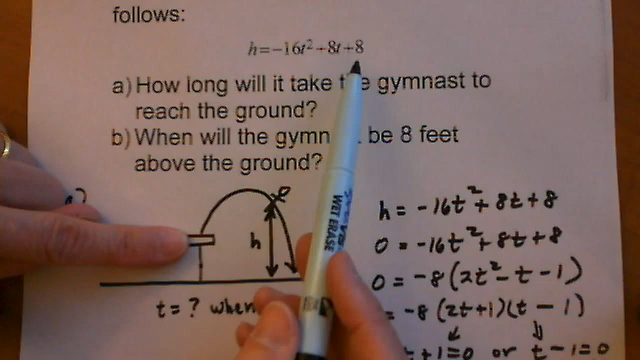 follows:
h=−16t²+8t+8
a) How long will it take the gymnast to
reach the ground?
b) When will the be 8 feet
above the ground?
h
t = ? when
h = -16t²+8t+8
0 = -16t²+8t+8
0 = -8(2t²-t-1)
= -8(2t+1)(t-1)
t+1=0 or t-1=0
WET ERASE